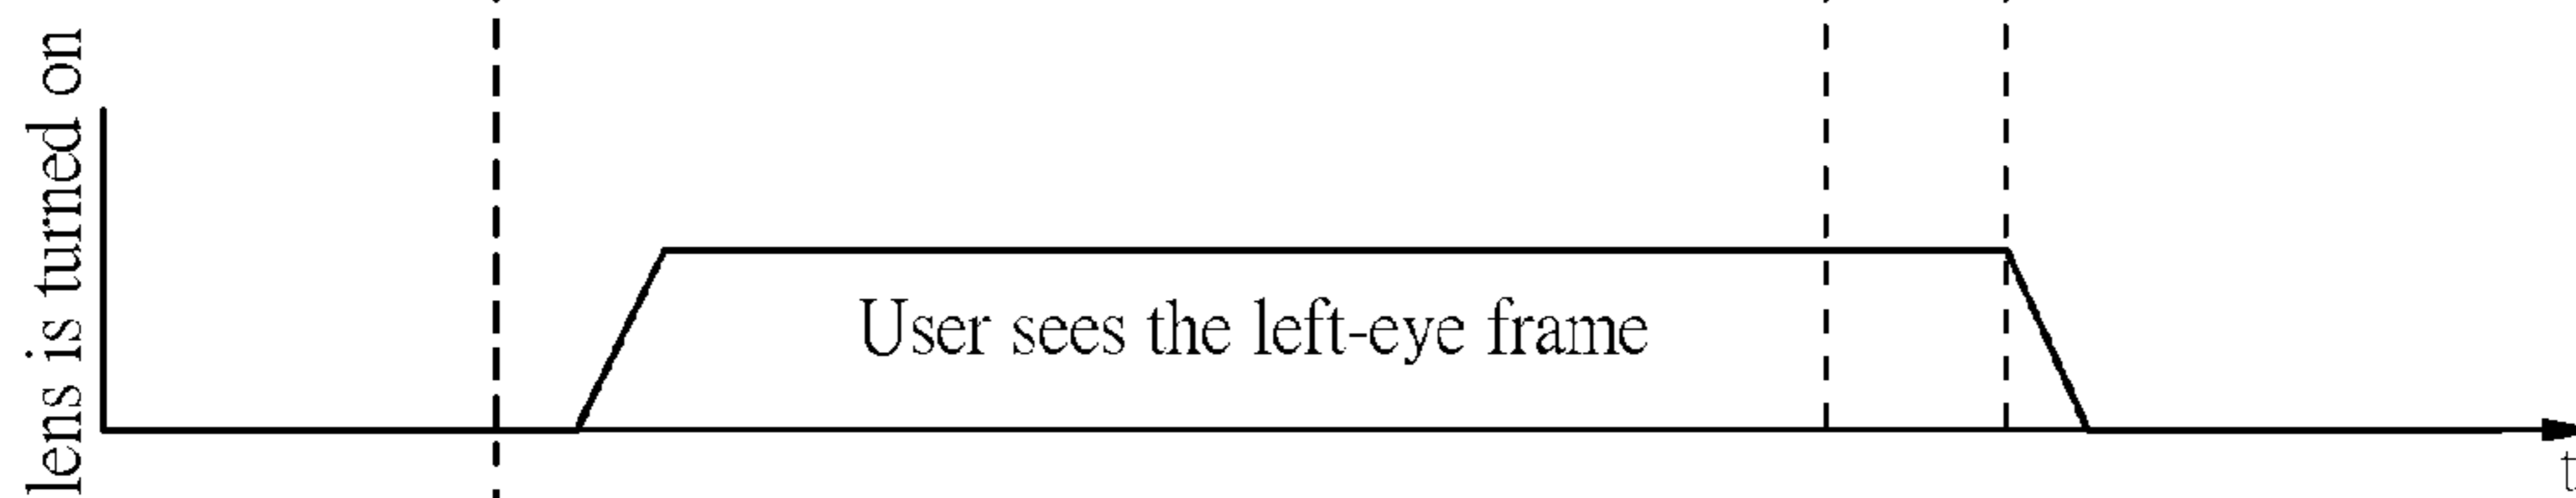 lens is turned on
User sees the left-eye frame
t